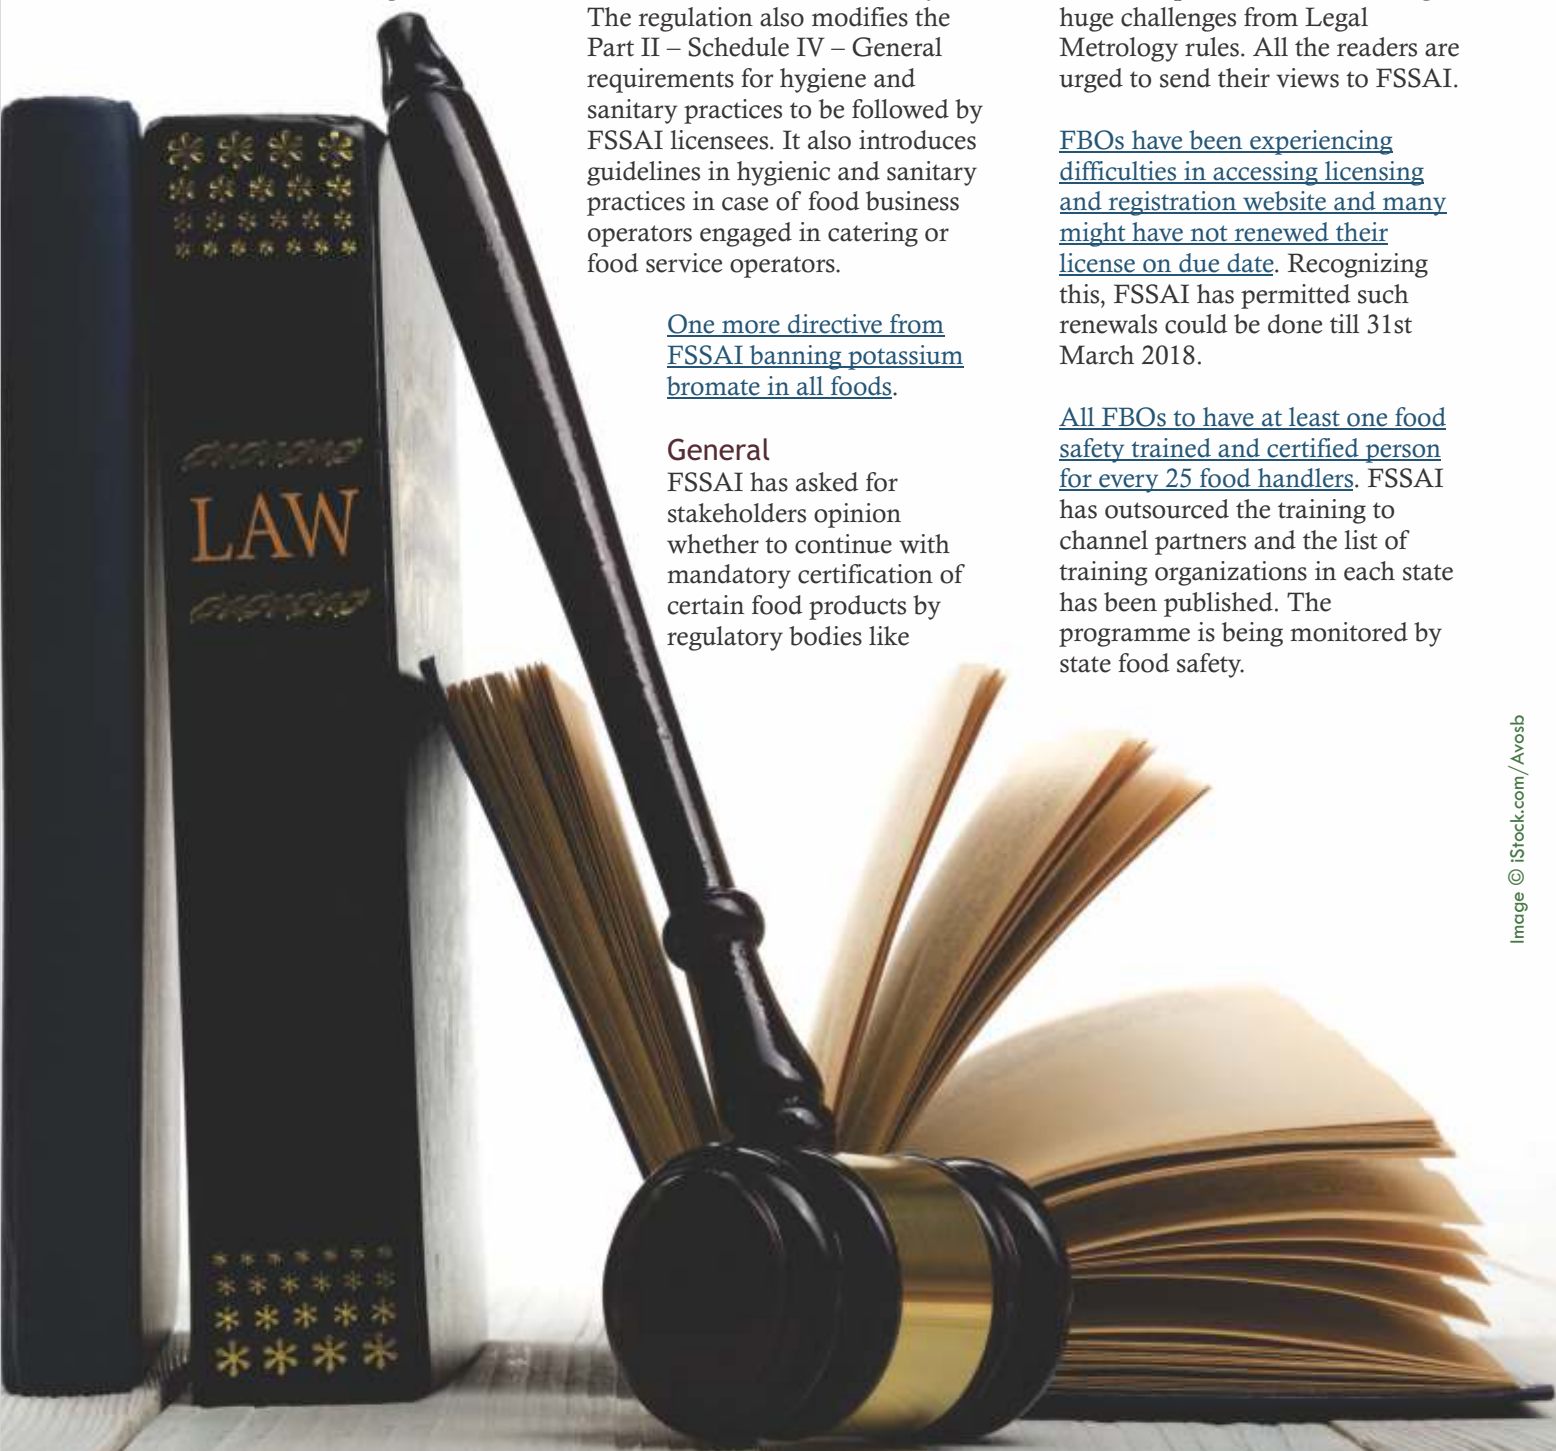 The regulation also modifies the
Part II – Schedule IV – General
requirements for hygiene and
sanitary practices to be followed by
FSSAI licensees. It also introduces
guidelines in hygienic and sanitary
practices in case of food business
operators engaged in catering or
food service operators.
One more directive from
FSSAI banning potassium
bromate in all foods.
General
FSSAI has asked for
stakeholders opinion
whether to continue with
mandatory certification of
certain food products by
regulatory bodies like
huge challenges from Legal
Metrology rules. All the readers are
urged to send their views to FSSAI.
FBOs have been experiencing
difficulties in accessing licensing
and registration website and many
might have not renewed their
license on due date. Recognizing
this, FSSAI has permitted such
renewals could be done till 31st
March 2018.
All FBOs to have at least one food
safety trained and certified person
for every 25 food handlers. FSSAI
has outsourced the training to
channel partners and the list of
training organizations in each state
has been published. The
programme is being monitored by
state food safety.
LAW
Image © iStock.com/Avosb